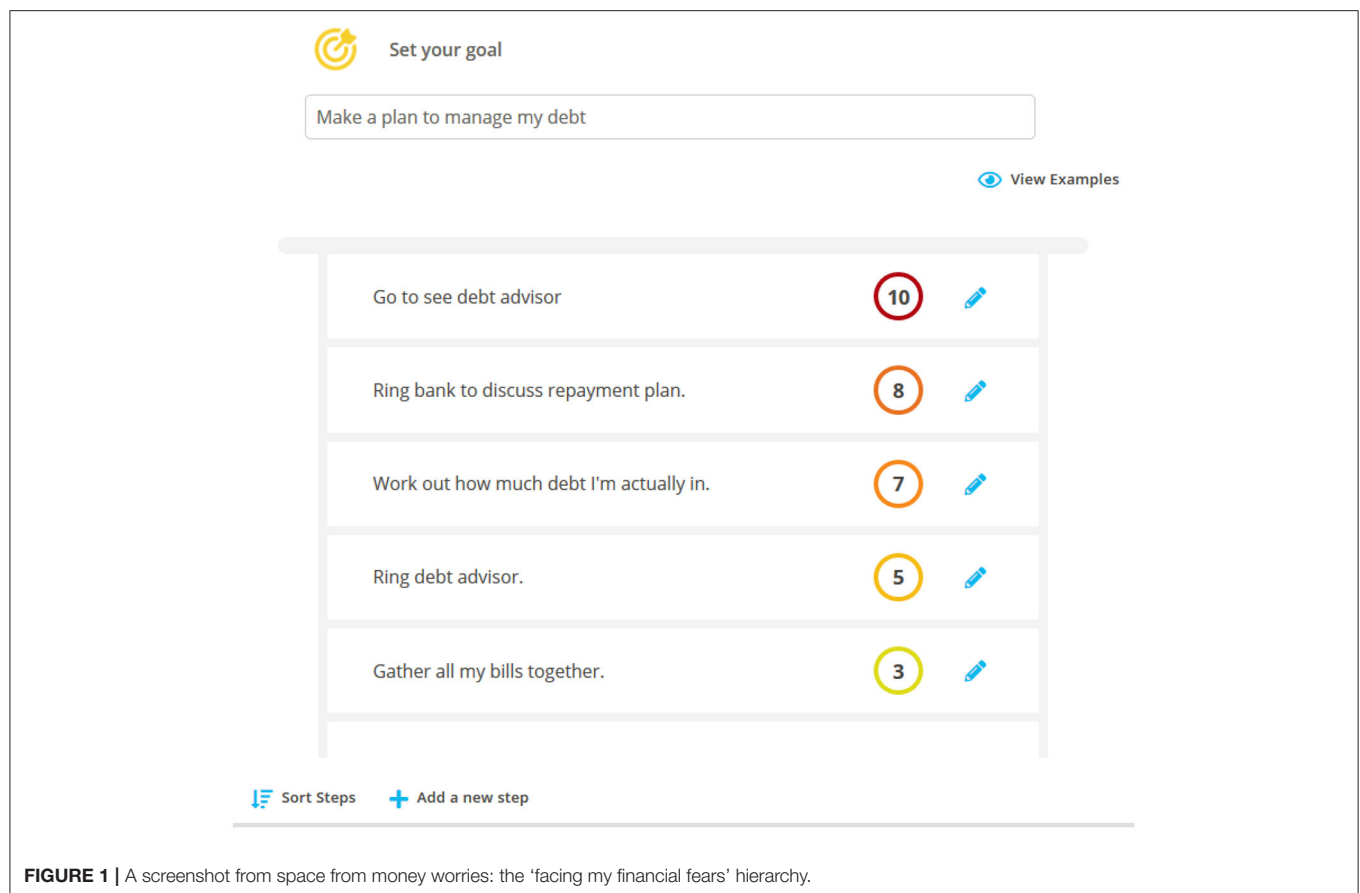 Set your goal
Make a plan to manage my debt
View Examples
Go to see debt advisor
10
Ring bank to discuss repayment plan.
8
Work out how much debt I'm actually in.
7
Ring debt advisor.
5
Gather all my bills together.
3
Sort Steps
Add a new step
FIGURE 1 | A screenshot from space from money worries: the ‘facing my financial fears’ hierarchy.